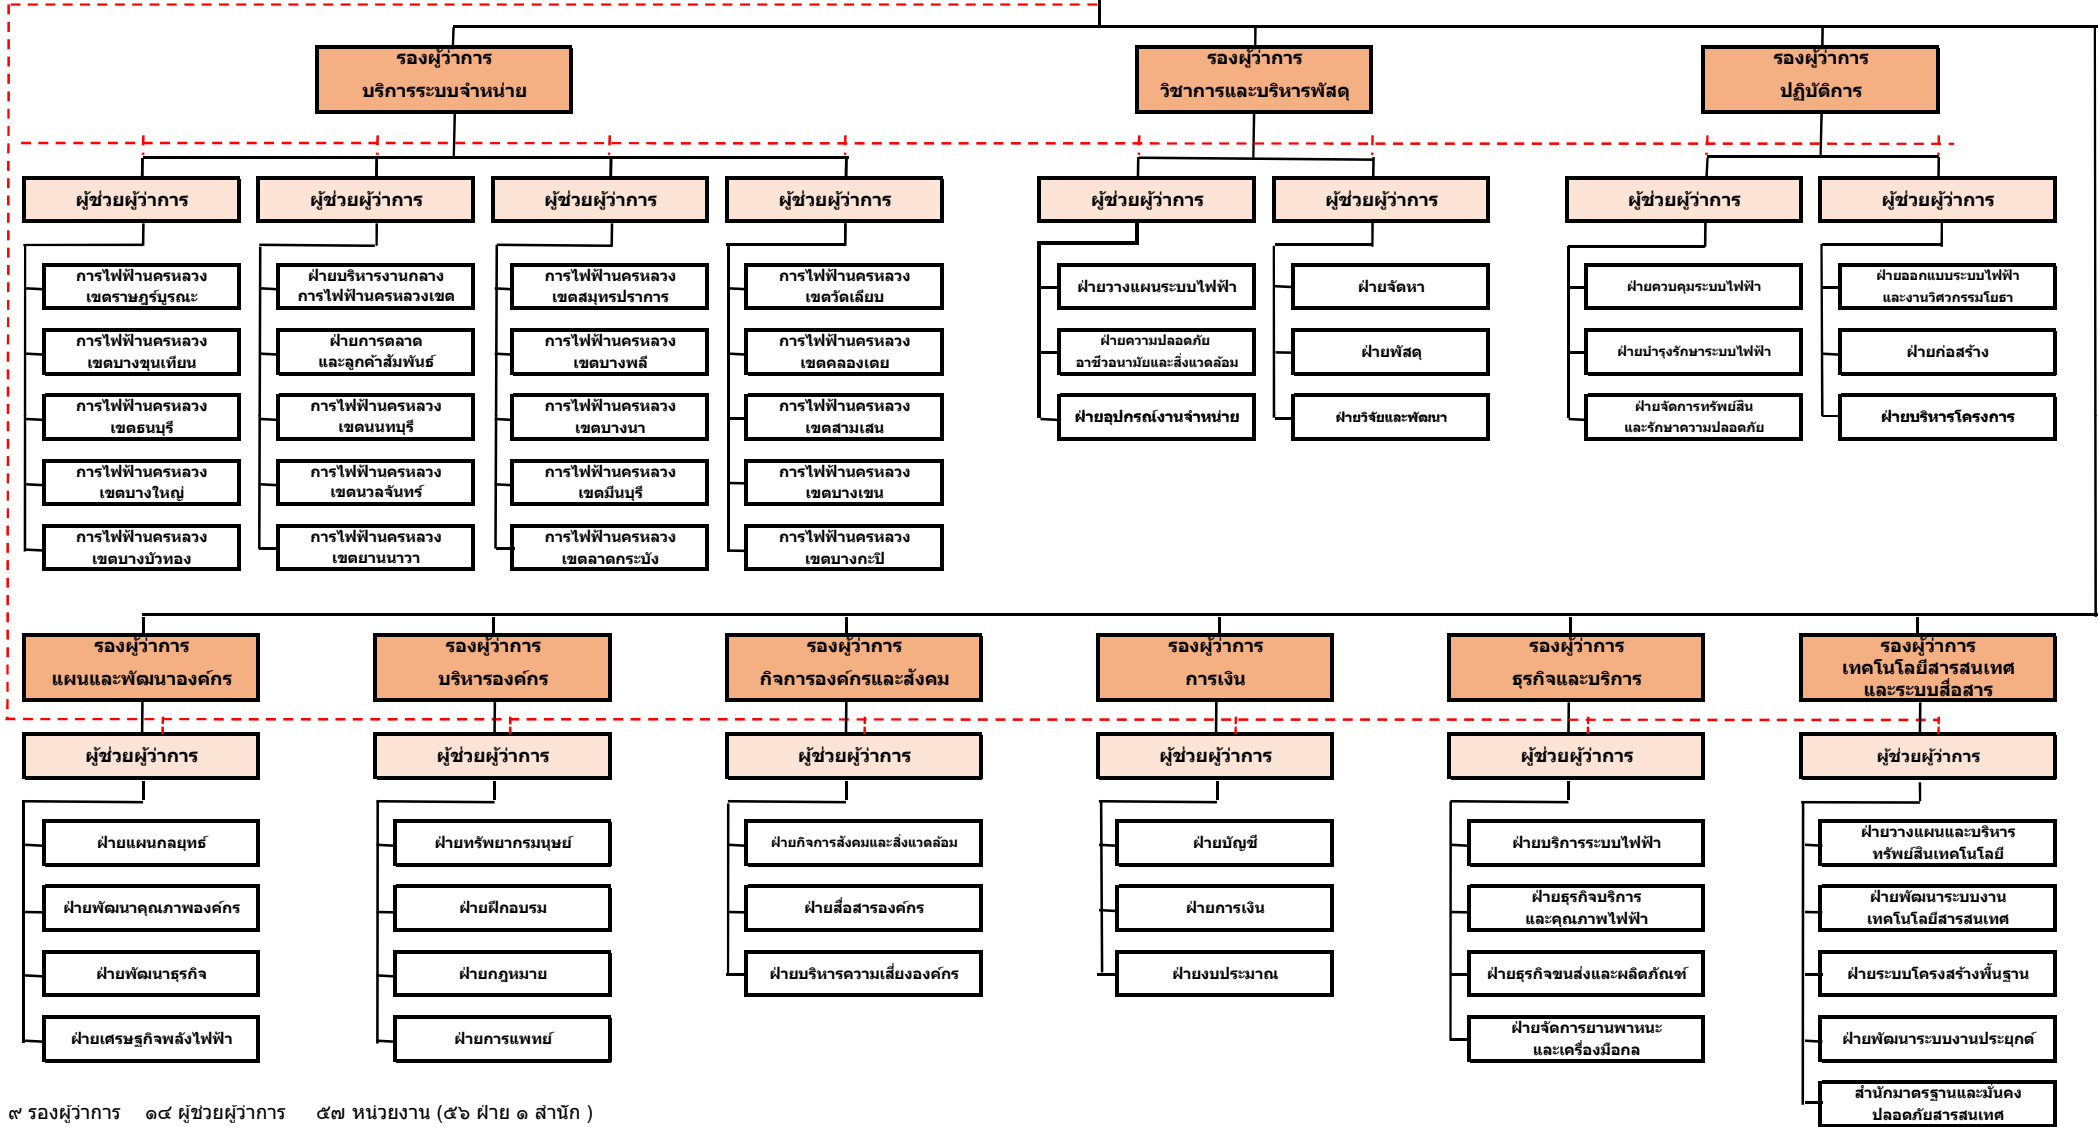 รองผู้ว่าการ
บริการระบบจำหน่าย
รองผู้ว่าการ
วิชาการและบริหารพัสดุ
รองผู้ว่าการ
ปฏิบัติการ
ผู้ช่วยผู้ว่าการ
ผู้ช่วยผู้ว่าการ
ผู้ช่วยผู้ว่าการ
ผู้ช่วยผู้ว่าการ
ผู้ช่วยผู้ว่าการ
ผู้ช่วยผู้ว่าการ
ผู้ช่วยผู้ว่าการ
ผู้ช่วยผู้ว่าการ
การไฟฟ้านครหลวง
เขตราษฎร์บูรณะ
การไฟฟ้านครหลวง
เขตบางขุนเทียน
การไฟฟ้านครหลวง
เขตธนบุรี
การไฟฟ้านครหลวง
เขตบางใหญ่
การไฟฟ้านครหลวง
เขตบางบัวทอง
ฝ่ายบริหารงานกลาง
การไฟฟ้านครหลวงเขต
ฝ่ายการตลาด
และลูกค้าสัมพันธ์
การไฟฟ้านครหลวง
เขตนนทบุรี
การไฟฟ้านครหลวง
เขตนวลจันทร์
การไฟฟ้านครหลวง
เขตยานนาวา
การไฟฟ้านครหลวง
เขตสมุทรปราการ
การไฟฟ้านครหลวง
เขตบางพลี
การไฟฟ้านครหลวง
เขตบางนา
การไฟฟ้านครหลวง
เขตมีนบุรี
การไฟฟ้านครหลวง
เขตลาดกระบัง
การไฟฟ้านครหลวง
เขตวัดเลียบ
การไฟฟ้านครหลวง
เขตคลองเตย
การไฟฟ้านครหลวง
เขตสามเสน
การไฟฟ้านครหลวง
เขตบางเขน
การไฟฟ้านครหลวง
เขตบางกะปิ
ฝ่ายวางแผนระบบไฟฟ้า
ฝ่ายความปลอดภัย
อาชีวอนามัยและสิ่งแวดล้อม
ฝ่ายอุปกรณ์งานจำหน่าย
ฝ่ายจัดหา
ฝ่ายพัสดุ
ฝ่ายวิจัยและพัฒนา
ฝ่ายควบคุมระบบไฟฟ้า
ฝ่ายบำรุงรักษาระบบไฟฟ้า
ฝ่ายจัดการทรัพย์สิน
และรักษาความปลอดภัย
ฝ่ายออกแบบระบบไฟฟ้า
และงานวิศวกรรมโยธา
ฝ่ายก่อสร้าง
ฝ่ายบริหารโครงการ
รองผู้ว่าการ
แผนและพัฒนาองค์กร
รองผู้ว่าการ
บริหารองค์กร
รองผู้ว่าการ
กิจการองค์กรและสังคม
รองผู้ว่าการ
การเงิน
รองผู้ว่าการ
ธุรกิจและบริการ
รองผู้ว่าการ
เทคโนโลยีสารสนเทศ
และระบบสื่อสาร
ผู้ช่วยผู้ว่าการ
ผู้ช่วยผู้ว่าการ
ผู้ช่วยผู้ว่าการ
ผู้ช่วยผู้ว่าการ
ผู้ช่วยผู้ว่าการ
ผู้ช่วยผู้ว่าการ
ฝ่ายแผนกลยุทธ์
ฝ่ายพัฒนาคุณภาพองค์กร
ฝ่ายพัฒนาธุรกิจ
ฝ่ายเศรษฐกิจพลังไฟฟ้า
ฝ่ายทรัพยากรมนุษย์
ฝ่ายฝึกอบรม
ฝ่ายกฎหมาย
ฝ่ายการแพทย์
ฝ่ายกิจการสังคมและสิ่งแวดล้อม
ฝ่ายสื่อสารองค์กร
ฝ่ายบริหารความเสี่ยงองค์กร
ฝ่ายบัญชี
ฝ่ายการเงิน
ฝ่ายงบประมาณ
ฝ่ายบริการระบบไฟฟ้า
ฝ่ายธุรกิจบริการ
และคุณภาพไฟฟ้า
ฝ่ายธุรกิจขนส่งและผลิตภัณฑ์
ฝ่ายจัดการยานพาหนะ
และเครื่องมือกล
ฝ่ายวางแผนและบริหาร
ทรัพย์สินเทคโนโลยี
ฝ่ายพัฒนาระบบงาน
เทคโนโลยีสารสนเทศ
ฝ่ายระบบโครงสร้างพื้นฐาน
ฝ่ายพัฒนาระบบงานประยุกต์
สำนักมาตรฐานและมั่นคง
ปลอดภัยสารสนเทศ
๙ รองผู้ว่าการ ๑๔ ผู้ช่วยผู้ว่าการ ๕๗ หน่วยงาน (๕๖ ฝ่าย ๑ สำนัก )